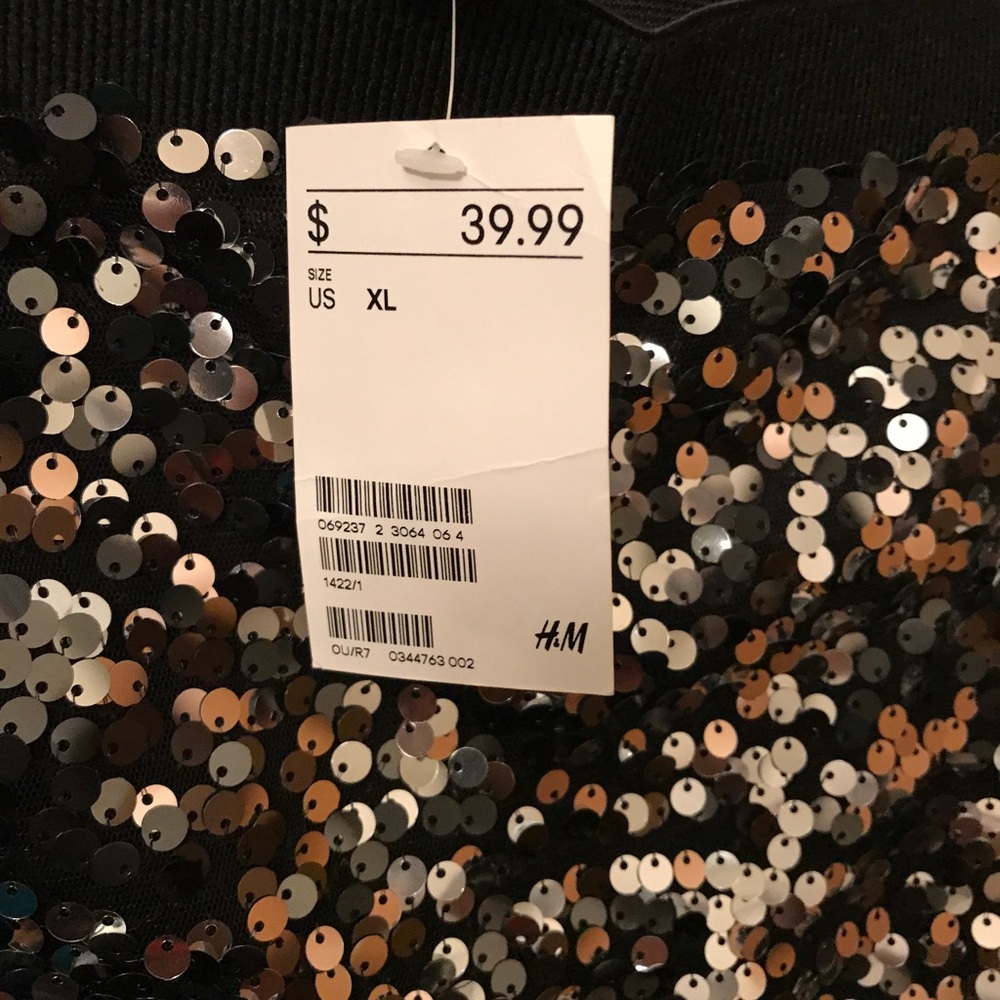 $ 39.99
SIZE
US XL
069237 2 3064 06 4
1422/1
OU/R7 0344763 002
H&M